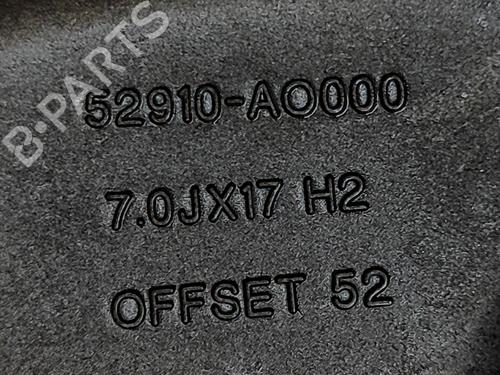 B-PARTS
52910-AO000
7.0JX17 H2
OFFSET 52